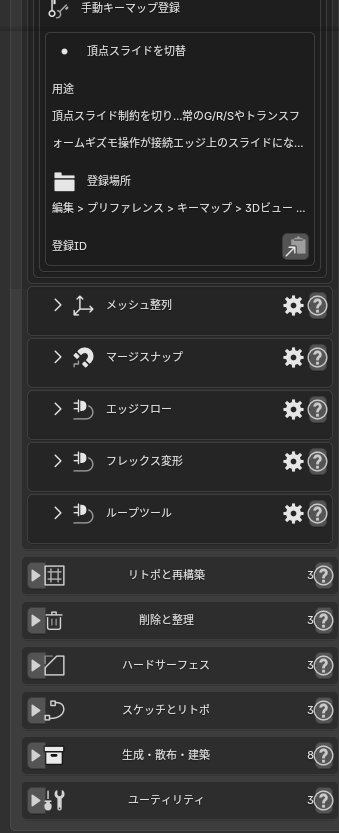 手動キーマップ登録
頂点スライドを切替
用途
頂点スライド制約を切り...常のG/R/Sやトランスフ
ォームギズモ操作が接続エッジ上のスライドにな...
登録場所
編集 > プリファレンス > キーマップ > 3Dビュー ...
登録ID
メッシュ整列
マージスナップ
エッジフロー
フレックス変形
ループツール
リトポと再構築 3
削除と整理 3
ハードサーフェス 3
スケッチとリトポ 3
生成・散布・建築 8
ユーティリティ 3